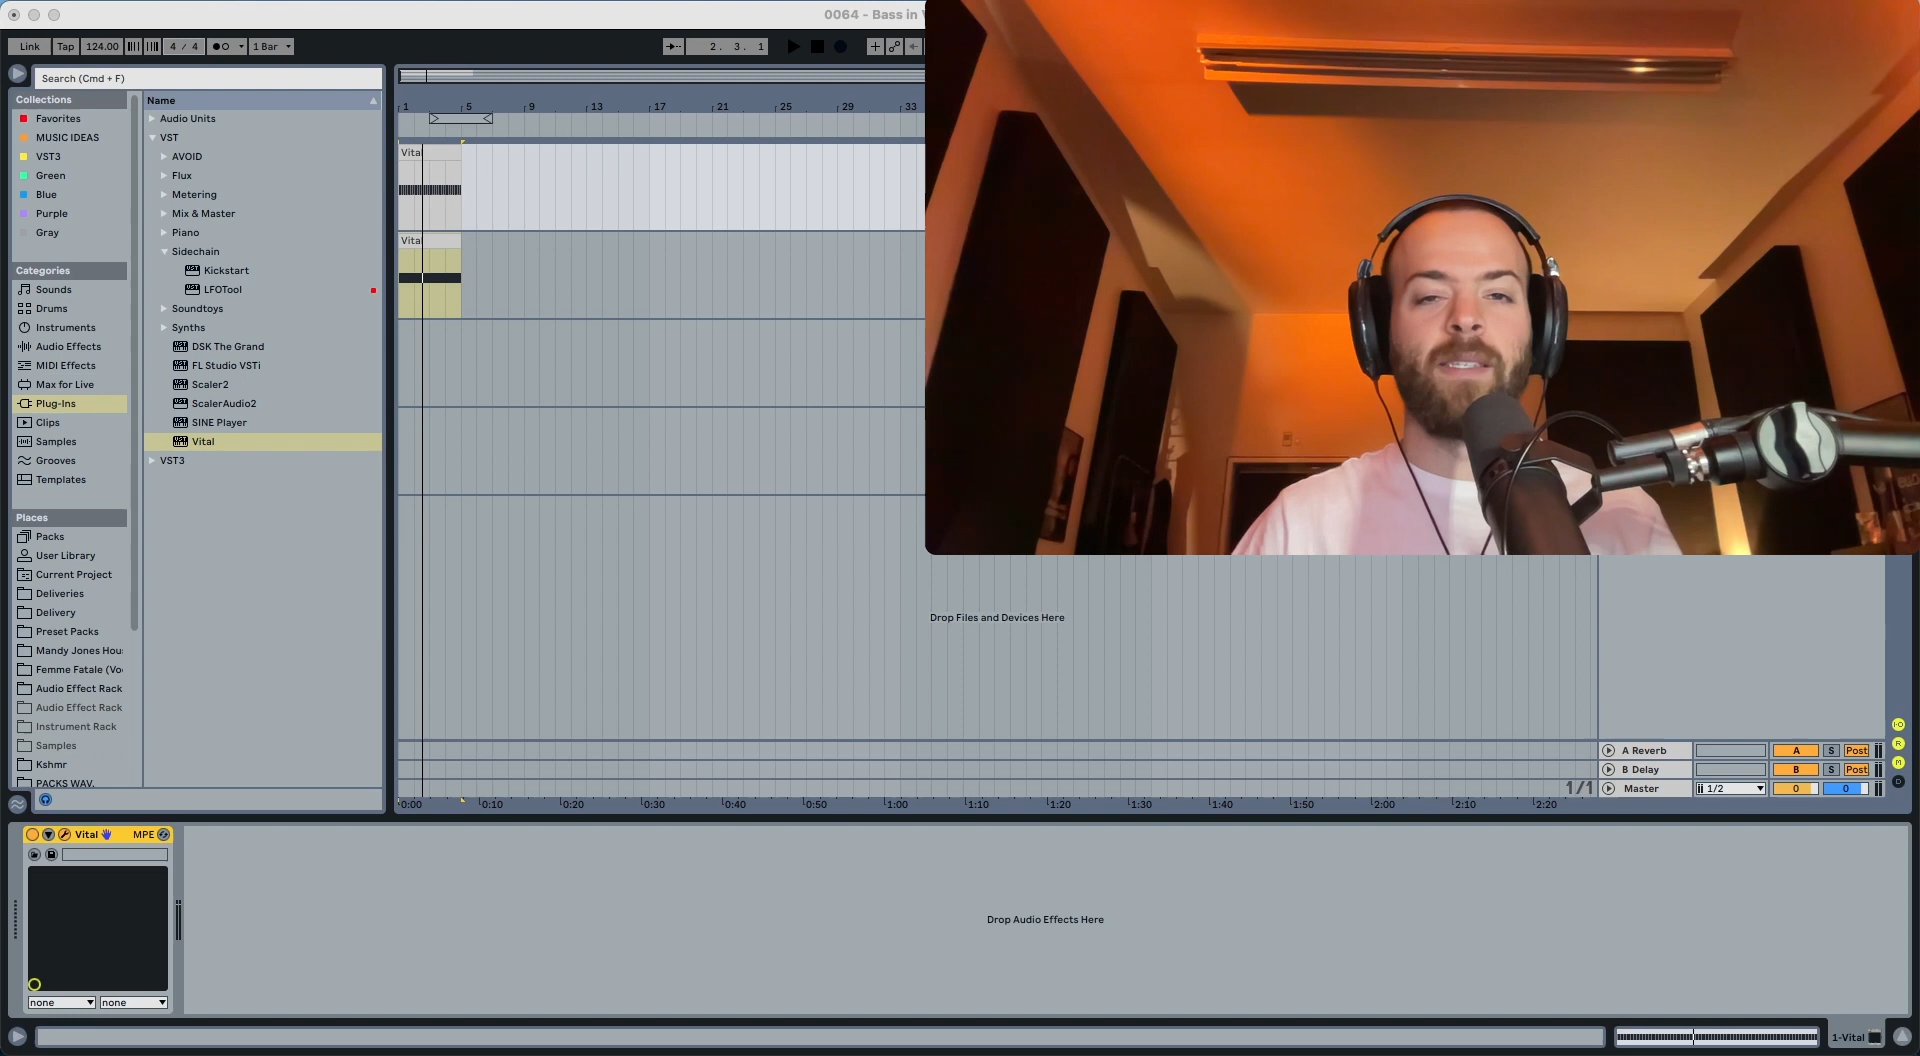 0064 - Bass in
Link
Tap
124.00
4 / 4
1 Bar
2. 3. 1
Search (Cmd + F)
Collections
Favorites
MUSIC IDEAS
VST3
Green
Blue
Purple
Gray
Categories
Sounds
Drums
Instruments
Audio Effects
MIDI Effects
Max for Live
Plug-Ins
Clips
Samples
Grooves
Templates
Places
Packs
User Library
Current Project
Deliveries
Delivery
Preset Packs
Mandy Jones Hou
Femme Fatale (Vo
Audio Effect Rack
Audio Effect Rack
Instrument Rack
Samples
Kshmr
PACKS WAV.
Name
Audio Units
VST
AVOID
Flux
Metering
Mix & Master
Piano
Sidechain
Kickstart
LFOTool
Soundtoys
Synths
DSK The Grand
FL Studio VSTi
Scaler2
ScalerAudio2
SINE Player
Vital
VST3
1 5 9 13 17 21 25 29 33
Vital
Vital
Drop Files and Devices Here
A Reverb A S Post
B Delay B S Post
1/1
Master 1/2 0 0
0:00 0:10 0:20 0:30 0:40 0:50 1:00 1:10 1:20 1:30 1:40 1:50 2:00 2:10 2:20
I·O
R
M
D
Vital MPE
none none
Drop Audio Effects Here
1-Vital